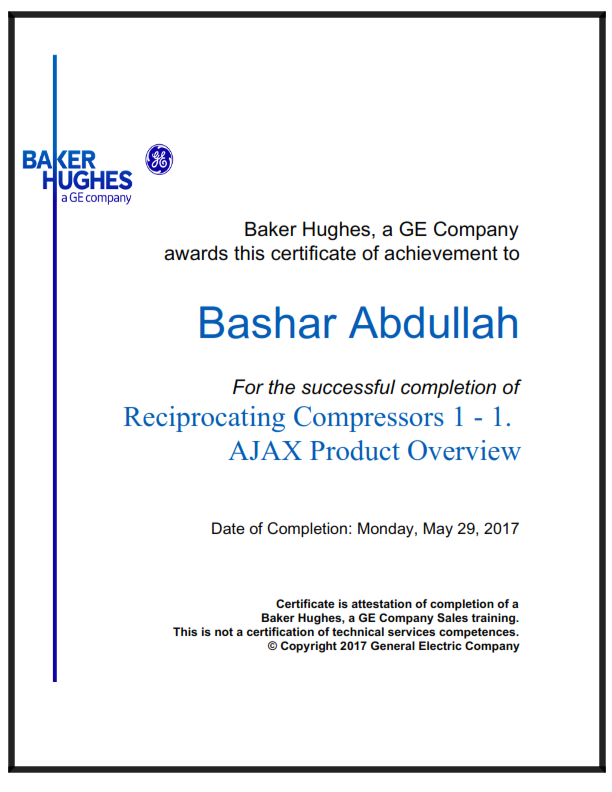 BAKER
HUGHES
a GE company
GE
Baker Hughes, a GE Company
awards this certificate of achievement to
Bashar Abdullah
For the successful completion of
Reciprocating Compressors 1 - 1.
AJAX Product Overview
Date of Completion: Monday, May 29, 2017
Certificate is attestation of completion of a
Baker Hughes, a GE Company Sales training.
This is not a certification of technical services competences.
© Copyright 2017 General Electric Company